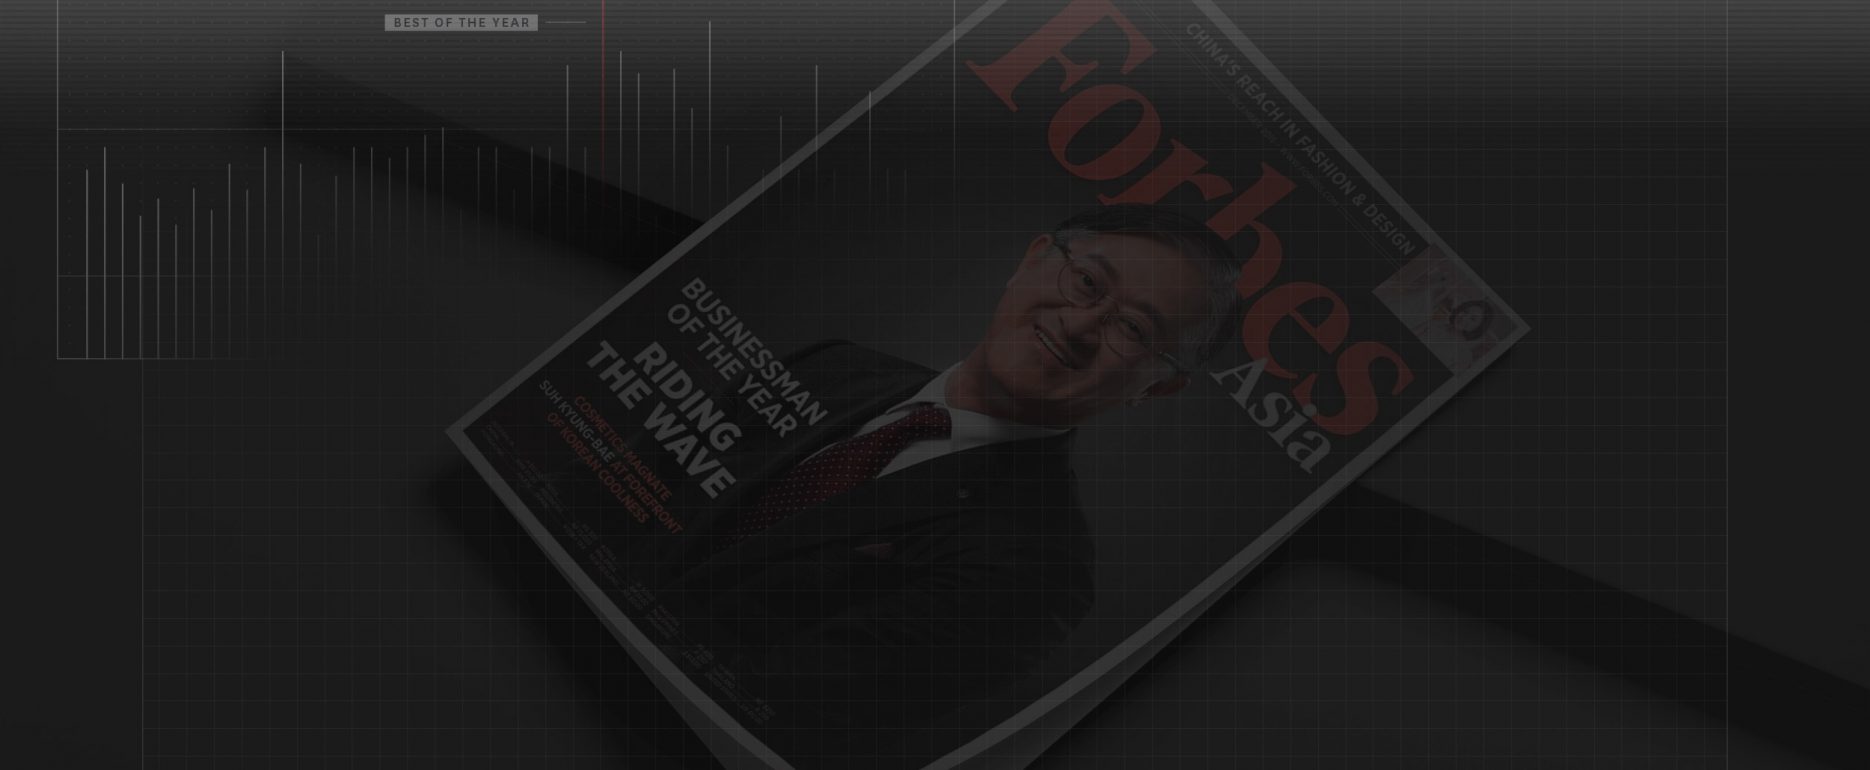 BEST OF THE YEAR
CHINA'S REACH IN FASHION & DESIGN
Forbes
Asia
BUSINESSMAN
OF THE YEAR
RIDING
THE WAVE
COSMETICS MAGNATE
SUH KYUNG-BAE AT FOREFRONT
OF KOREAN COOLNESS